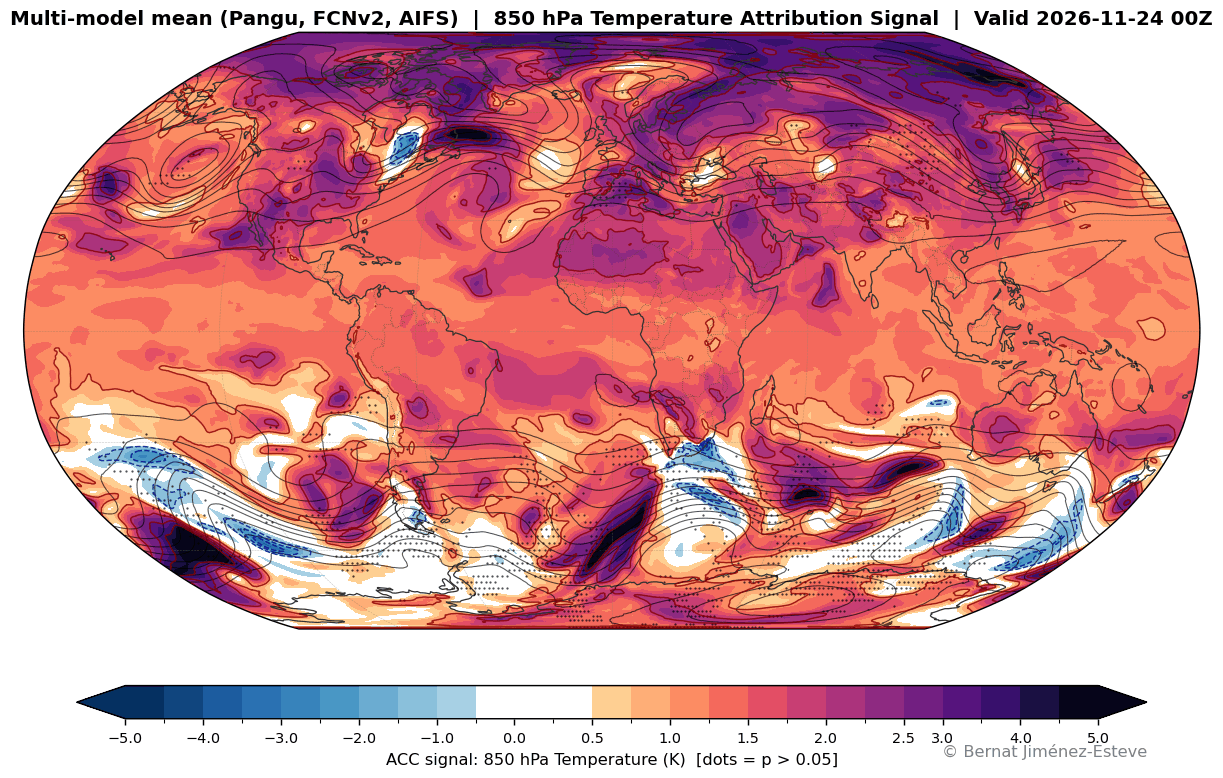 Multi-model mean (Pangu, FCNv2, AIFS) | 850 hPa Temperature Attribution Signal | Valid 2026-11-24 00Z
−5.0 −4.0 −3.0 −2.0 −1.0 0.0 0.5 1.0 1.5 2.0 2.5 3.0 4.0 5.0
ACC signal: 850 hPa Temperature (K) [dots = p > 0.05]
© Bernat Jiménez-Esteve